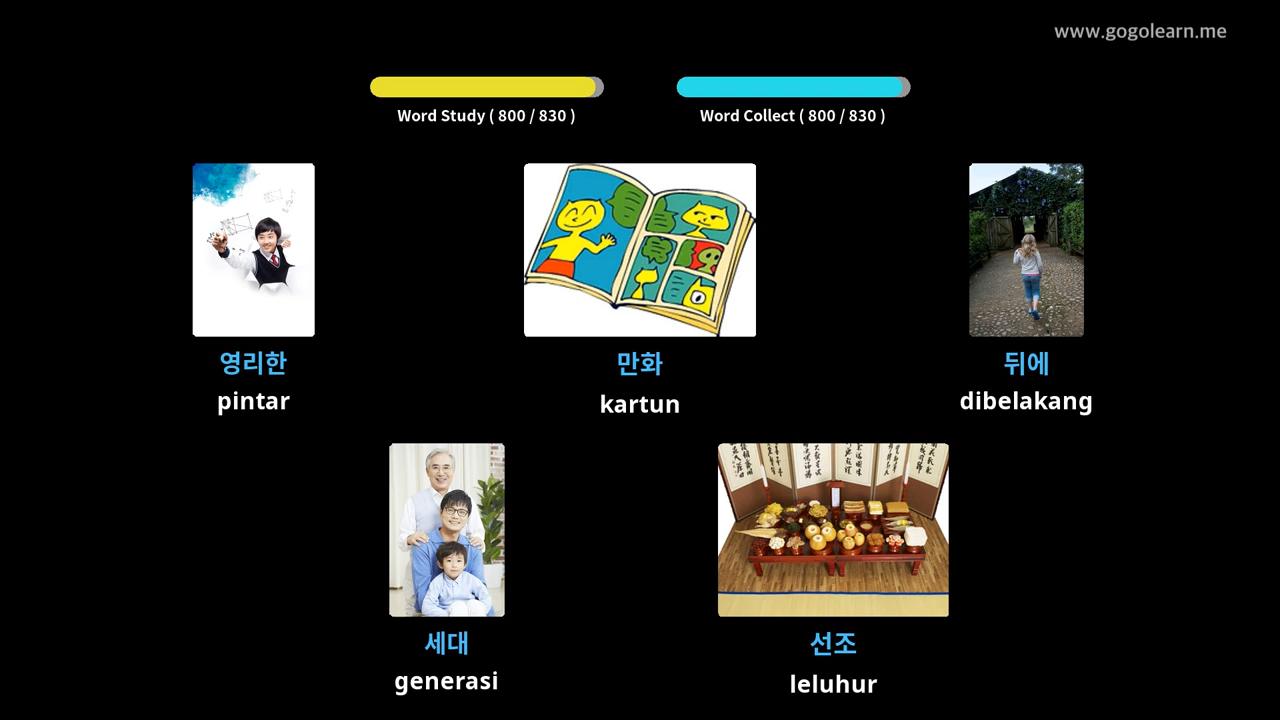 www.gogolearn.me
Word Study ( 800 / 830 )
Word Collect ( 800 / 830 )
영리한
pintar
만화
kartun
뒤에
dibelakang
세대
generasi
선조
leluhur